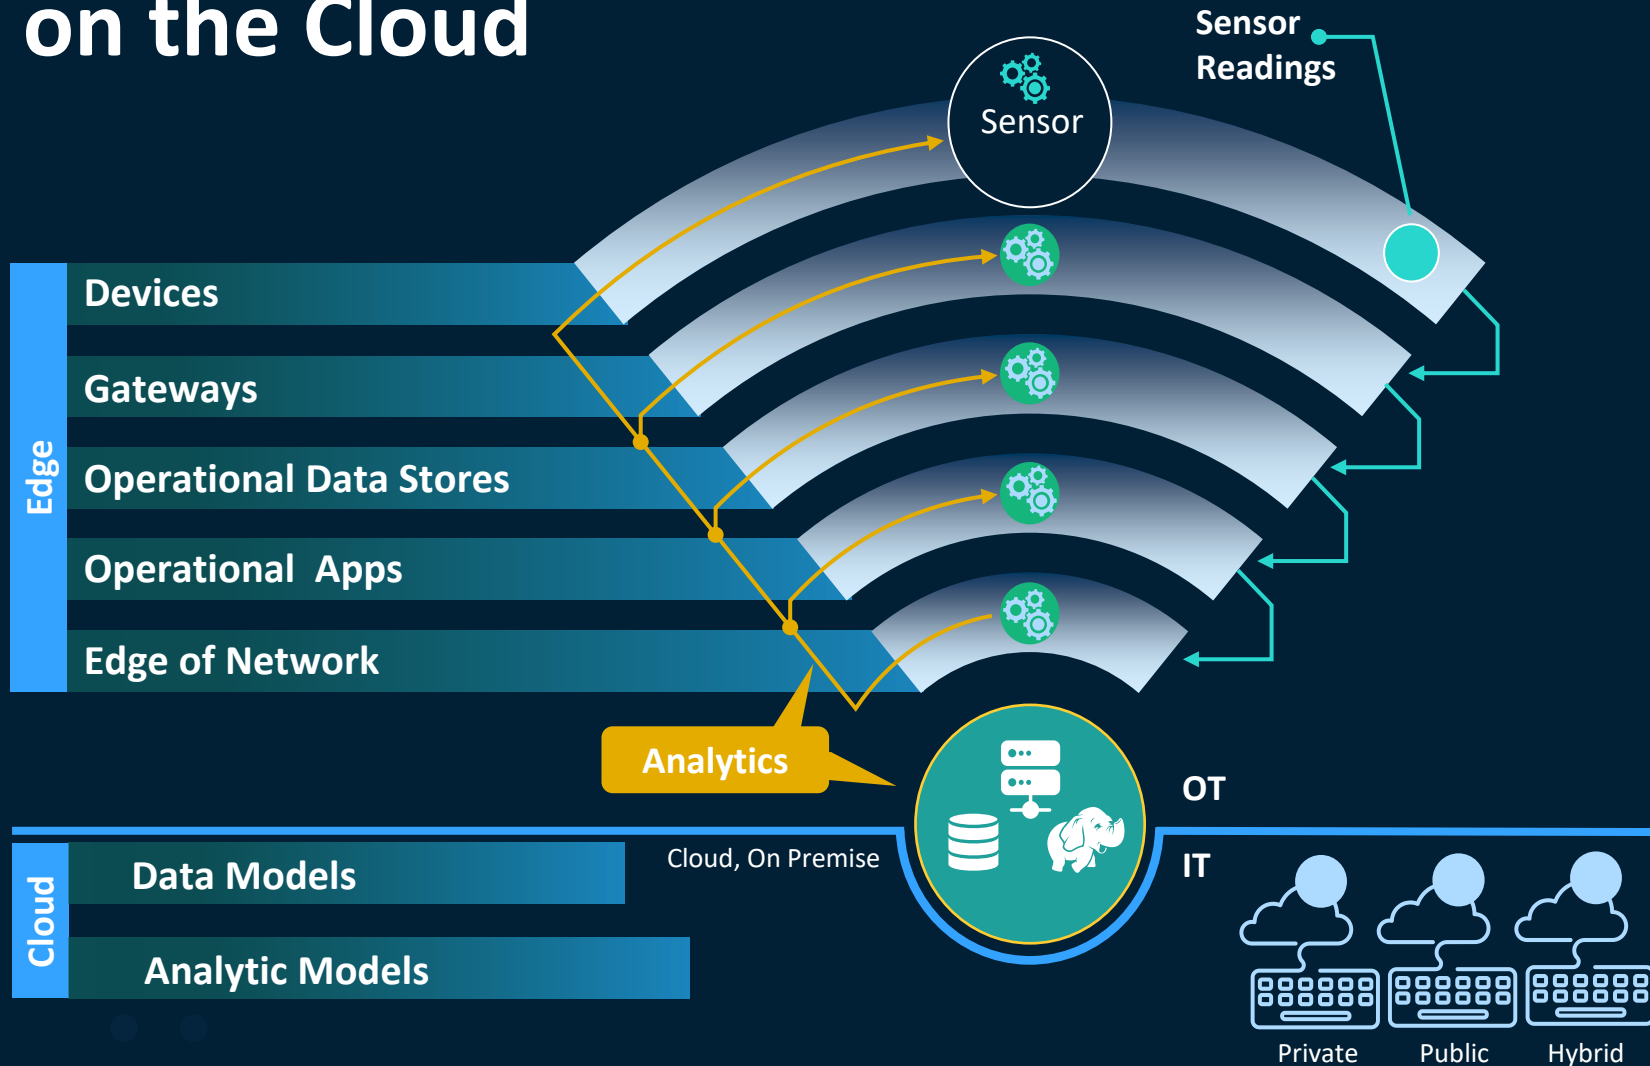 on the Cloud
Sensor
Readings
Sensor
Devices
Gateways
Operational Data Stores
Operational  Apps
Edge of Network
Edge
Analytics
OT
Cloud, On Premise
IT
Data Models
Analytic Models
Cloud
Private
Public
Hybrid